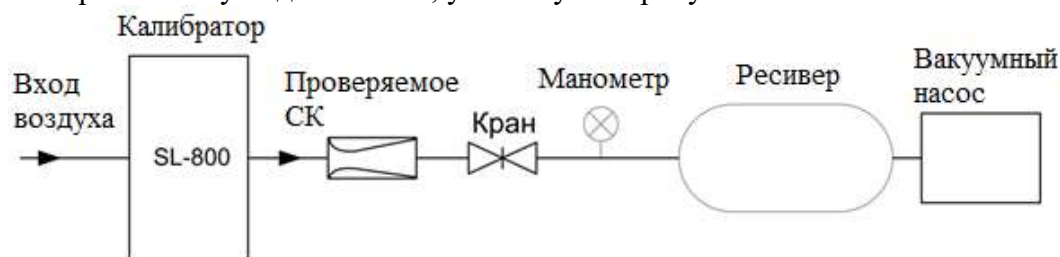 Калибратор
Вход
воздуха
SL-800
Проверяемое
СК
Кран
Манометр
Ресивер
Вакуумный
насос